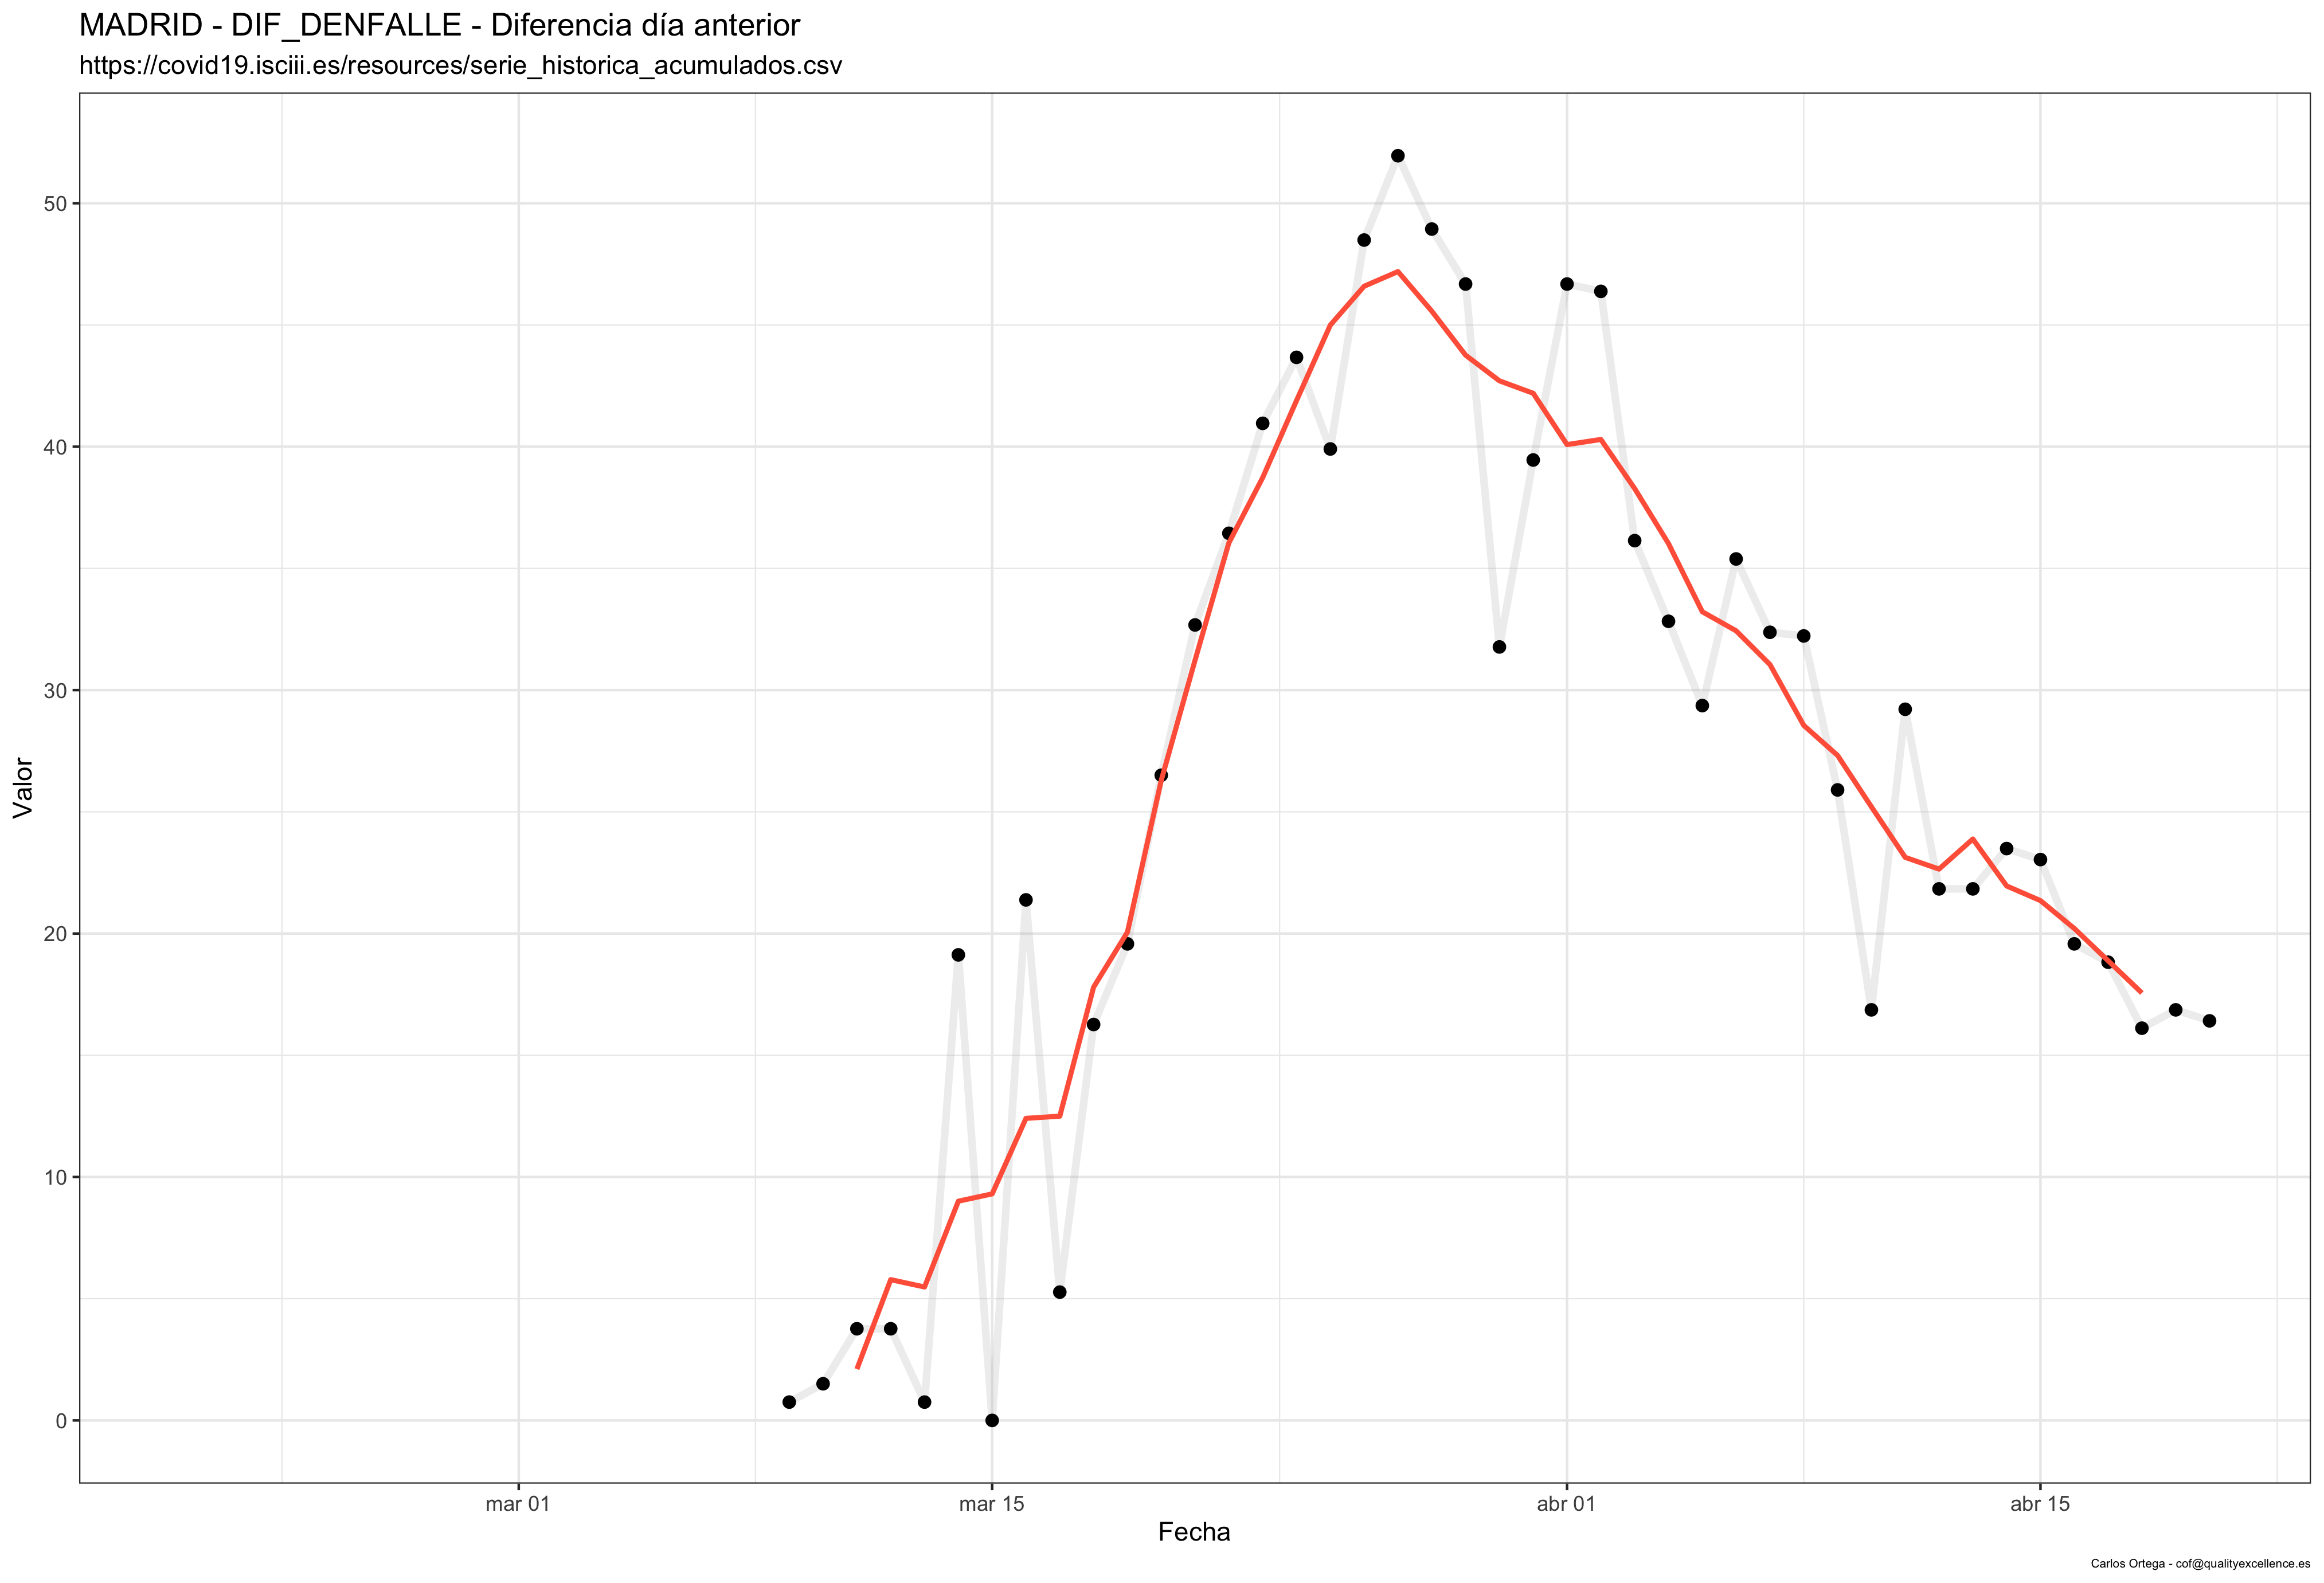 MADRID - DIF_DENFALLE - Diferencia día anterior
https://covid19.isciii.es/resources/serie_historica_acumulados.csv
50
40
30
20
10
0
Valor
mar 01
mar 15
abr 01
abr 15
Fecha
Carlos Ortega - cof@qualityexcellence.es